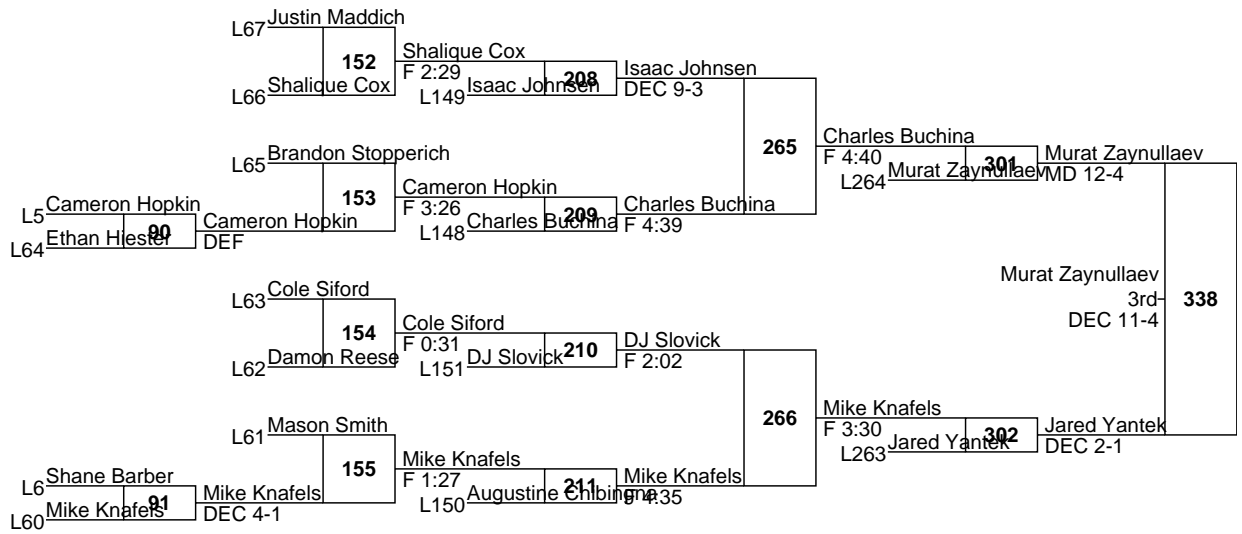 Justin Maddich
L67
152
Shalique Cox
F 2:29
Shalique Cox
L66
208
Isaac Johnsen
L149
Isaac Johnsen
DEC 9-3
265
Charles Buchina
F 4:40
Brandon Stopperich
L65
153
Cameron Hopkin
F 3:26
Cameron Hopkin
L5
90
Ethan Hiester
L64
Cameron Hopkin
DEF
209
Charles Buchina
L148
Charles Buchina
F 4:39
301
Murat Zaynullaev
L264
Murat Zaynullaev
MD 12-4
Murat Zaynullaev
3rd
DEC 11-4
338
Cole Siford
L63
154
Cole Siford
F 0:31
Damon Reese
L62
210
DJ Slovick
L151
DJ Slovick
F 2:02
266
Mike Knafels
F 3:30
302
Jared Yantek
L263
Jared Yantek
DEC 2-1
Mason Smith
L61
155
Mike Knafels
F 1:27
Shane Barber
L6
91
Mike Knafels
L60
Mike Knafels
DEC 4-1
211
L150
Augustine Chibingna
Mike Knafels
F 4:35